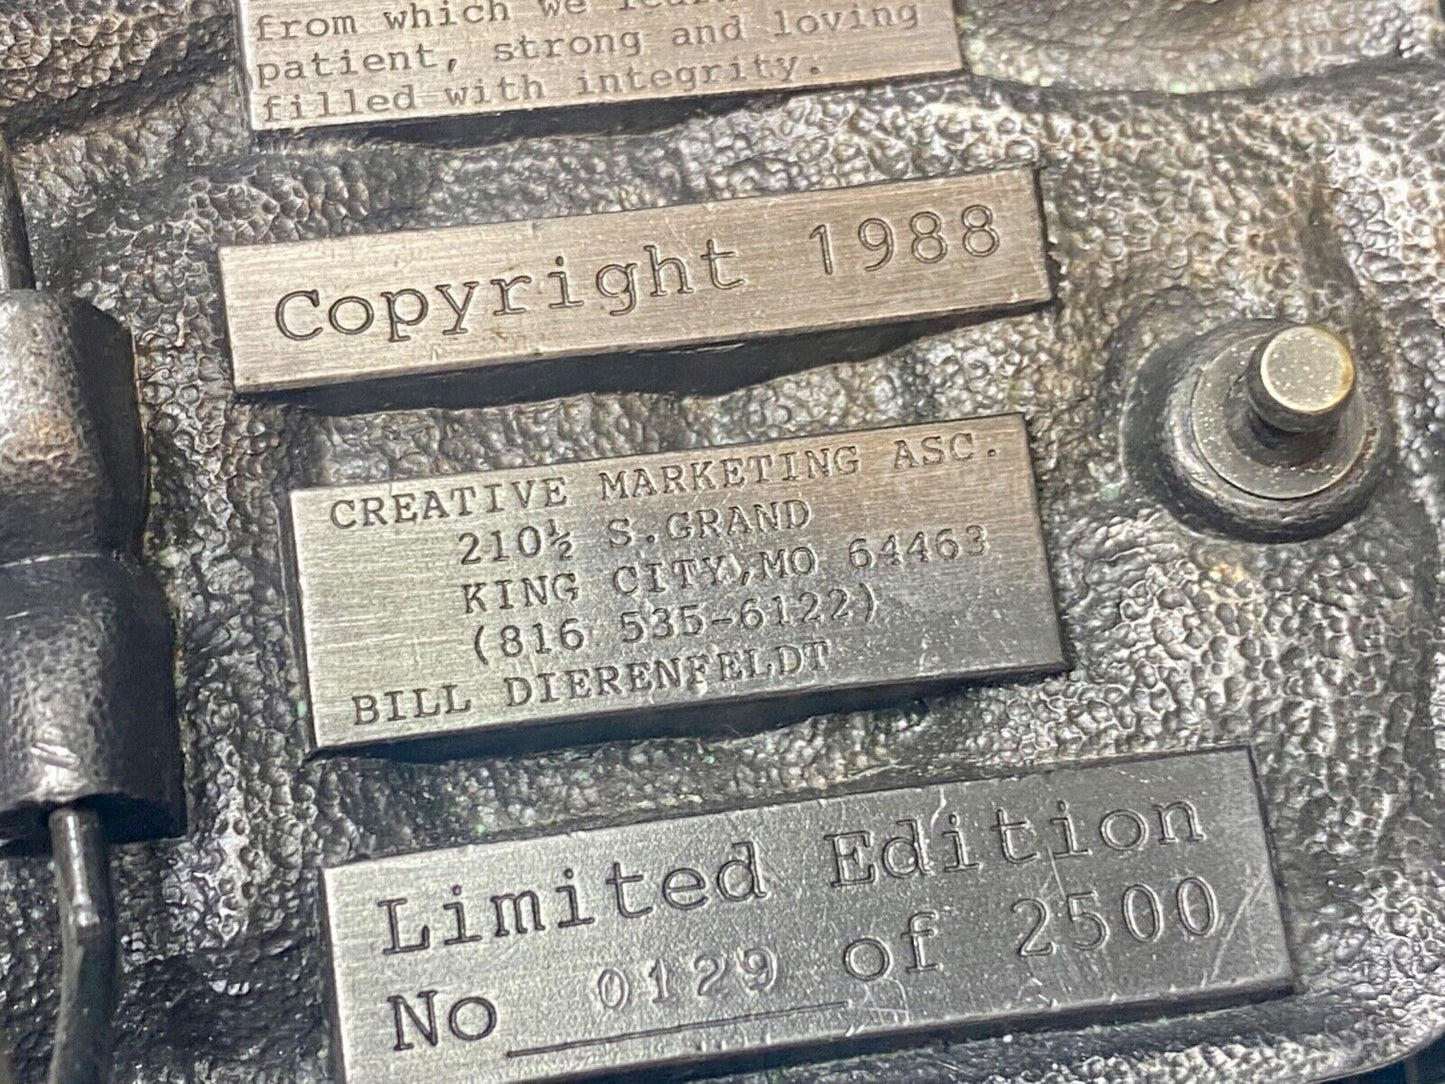 from which we
patient, strong and loving
filled with integrity.
Copyright 1988
CREATIVE MARKETING ASC.
210½ S.GRAND
KING CITY,MO 64463
(816 535-6122)
BILL DIERENFELDT
Limited Edition
No 0129 of 2500